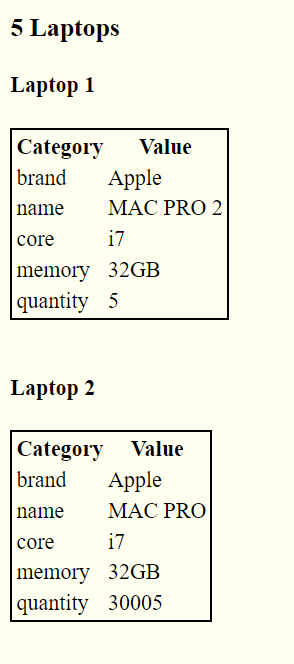 5 Laptops
Laptop 1
Category Value
brand Apple
name MAC PRO 2
core i7
memory 32GB
quantity 5
Laptop 2
Category Value
brand Apple
name MAC PRO
core i7
memory 32GB
quantity 30005